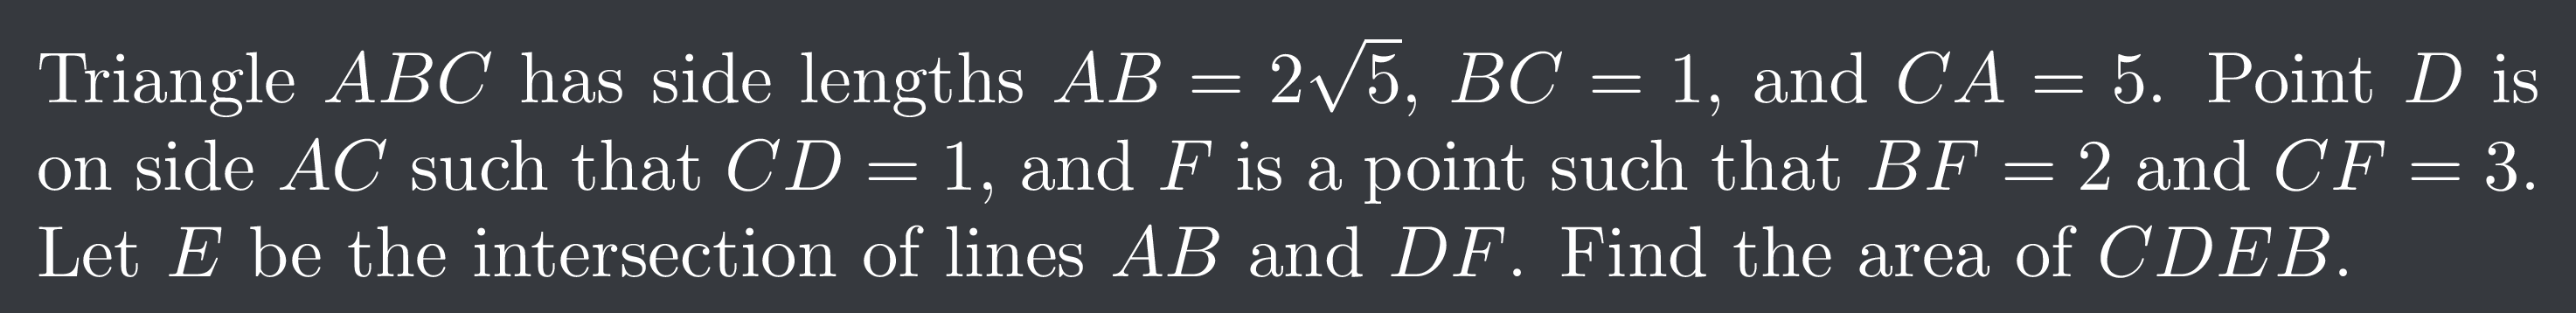 Triangle ABC has side lengths AB = 2√5, BC = 1, and CA = 5. Point D is
on side AC such that CD = 1, and F is a point such that BF = 2 and CF = 3.
Let E be the intersection of lines AB and DF. Find the area of CDEB.